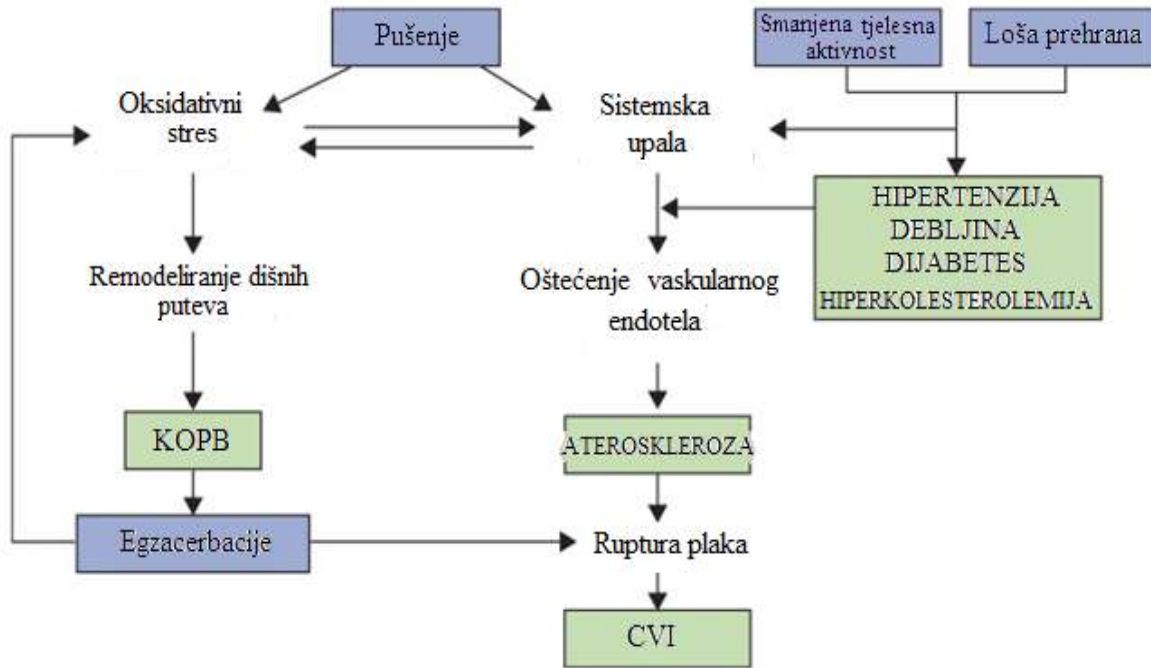 Pušenje
Smanjena tjelesna
aktivnost
Loša prehrana
Oksidativni
stres
Sistemska
upala
HIPERTENZIJA
DEBLJINA
DIJABETES
HIPERKOLESTEROLEMIJA
Remodeliranje dišnih
puteva
Oštećenje vaskularnog
endotela
KOPB
ATEROSKLEROZA
Egzacerbacije
Ruptura plaka
CVI